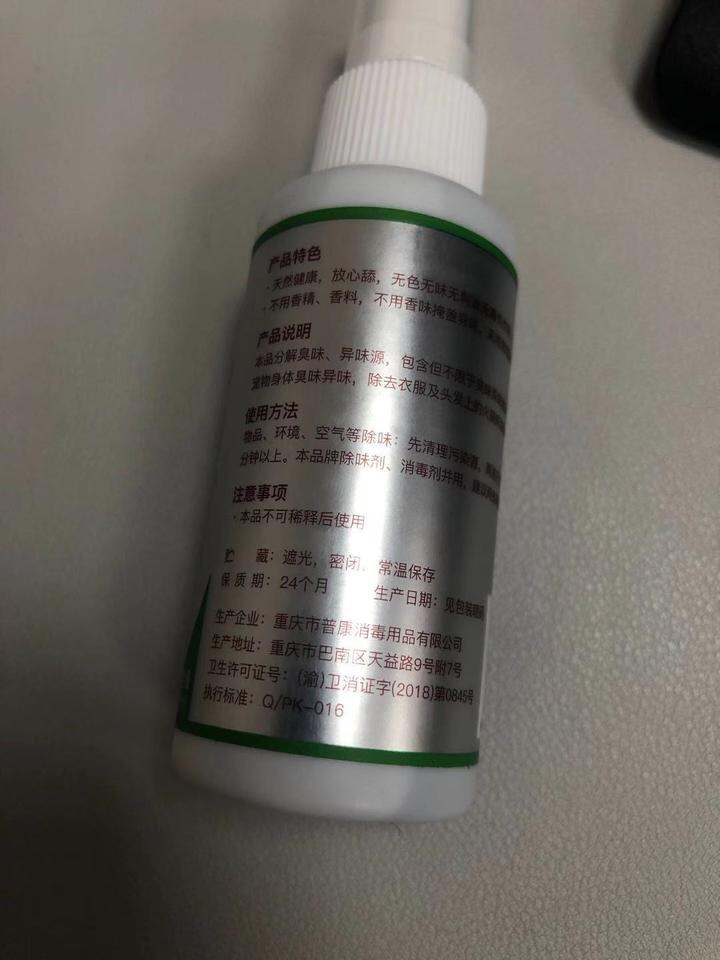 产品特色
·天然健康，放心舔，无色无味无刺
·不用香精、香料，不用香味掩盖
产品说明
本品分解臭味、异味源，包含但不限于
宠物身体臭味异味，除去衣服及头发上的
使用方法
物品、环境、空气等除味：先清理污染源，
分钟以上。本品牌除味剂、消毒剂并用，
注意事项
·本品不可稀释后使用
贮 藏：遮光，密闭、常温保存
保质期：24个月 生产日期：见包装
生产企业：重庆市普康消毒用品有限公司
生产地址：重庆市巴南区天益路9号附7号
卫生许可证号：(渝)卫消证字(2018)第0845号
执行标准：Q/PK-016